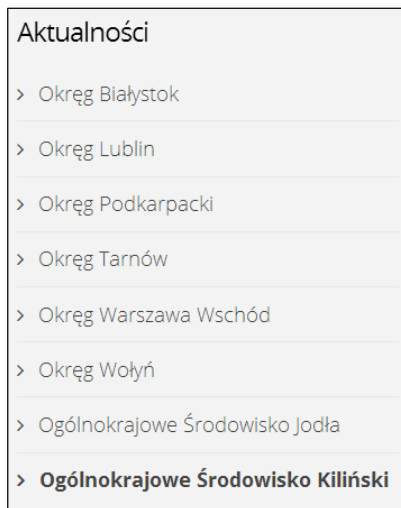 Aktualności
> Okręg Białystok
> Okręg Lublin
> Okręg Podkarpacki
> Okręg Tarnów
> Okręg Warszawa Wschód
> Okręg Wołyń
> Ogólnokrajowe Środowisko Jodła
> Ogólnokrajowe Środowisko Kiliński